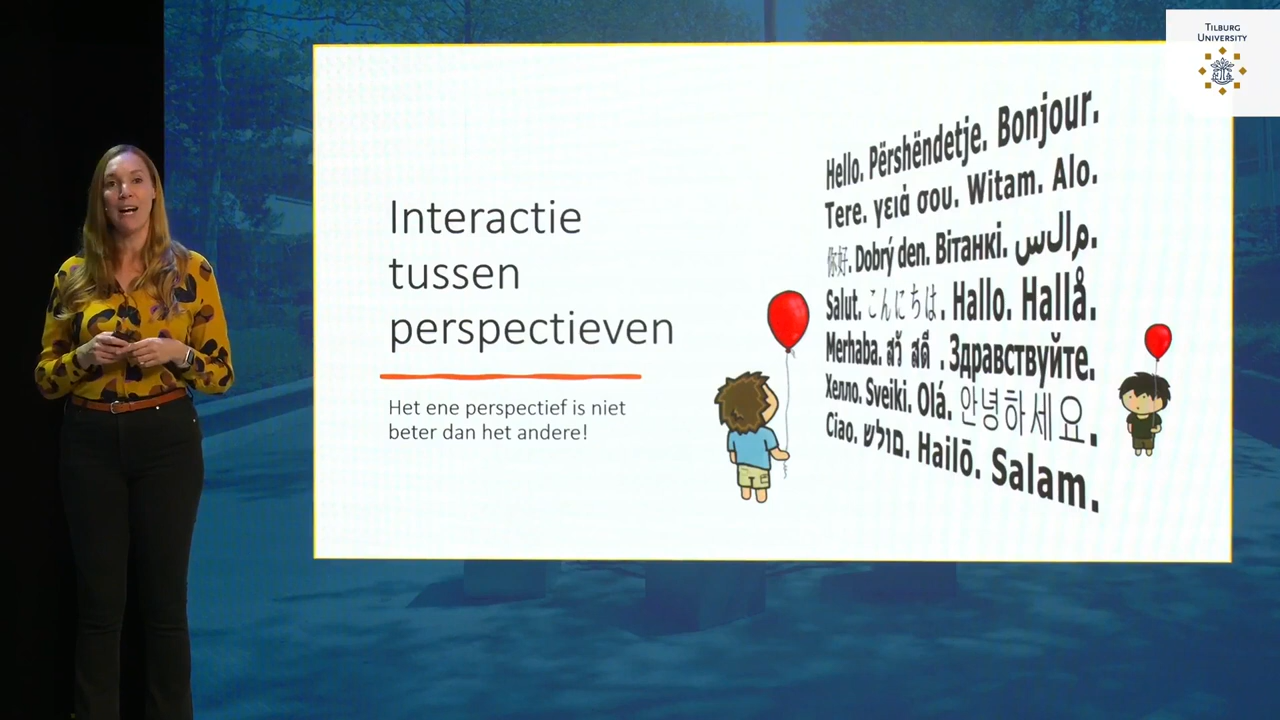 TILBURG
UNIVERSITY
Interactie
tussen
perspectieven
Het ene perspectief is niet
beter dan het andere!
Hello. Përshëndetje. Bonjour.
Tere. γειά σου. Witam. Alo.
你好. Dobrý den. Вітанкі. سلام.
Salut. こんにちは. Hallo. Hallå.
Merhaba. สวัสดี . Здравствуйте.
Хелло. Sveiki. Olá. 안녕하세요.
Ciao. שלום. Hailō. Salam.